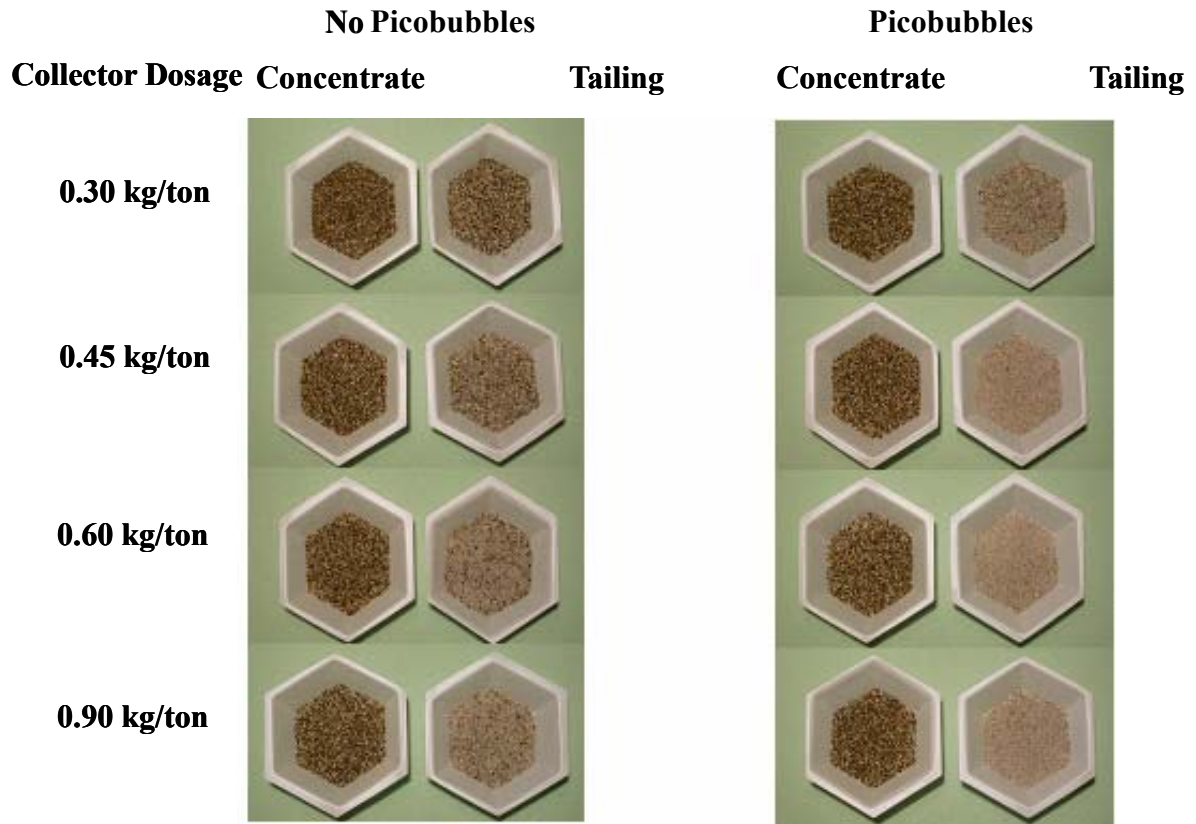 No Picobubbles Picobubbles
Collector Dosage Concentrate Tailing Concentrate Tailing
0.30 kg/ton
0.45 kg/ton
0.60 kg/ton
0.90 kg/ton